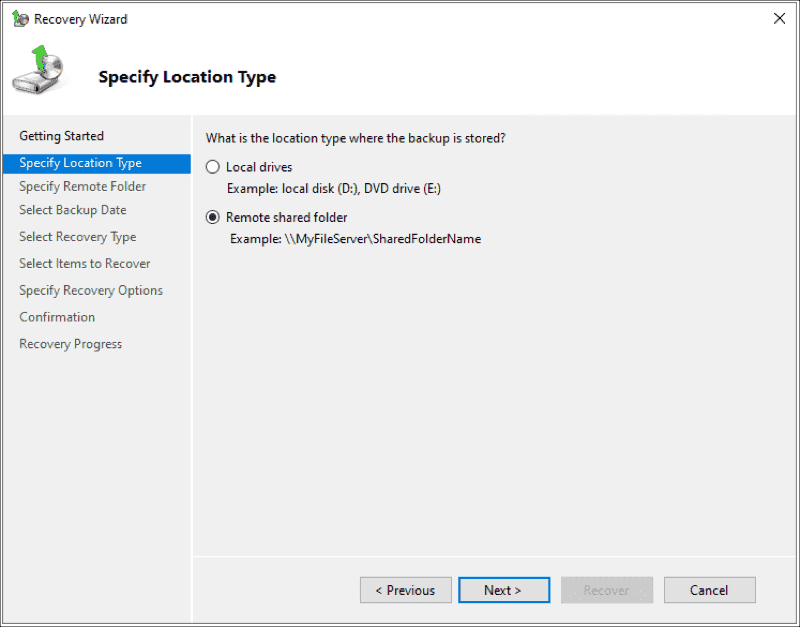 Recovery Wizard
Specify Location Type
Getting Started
Specify Location Type
Specify Remote Folder
Select Backup Date
Select Recovery Type
Select Items to Recover
Specify Recovery Options
Confirmation
Recovery Progress
What is the location type where the backup is stored?
Local drives
Example: local disk (D:), DVD drive (E:)
Remote shared folder
Example: \\MyFileServer\SharedFolderName
< Previous
Next >
Recover
Cancel